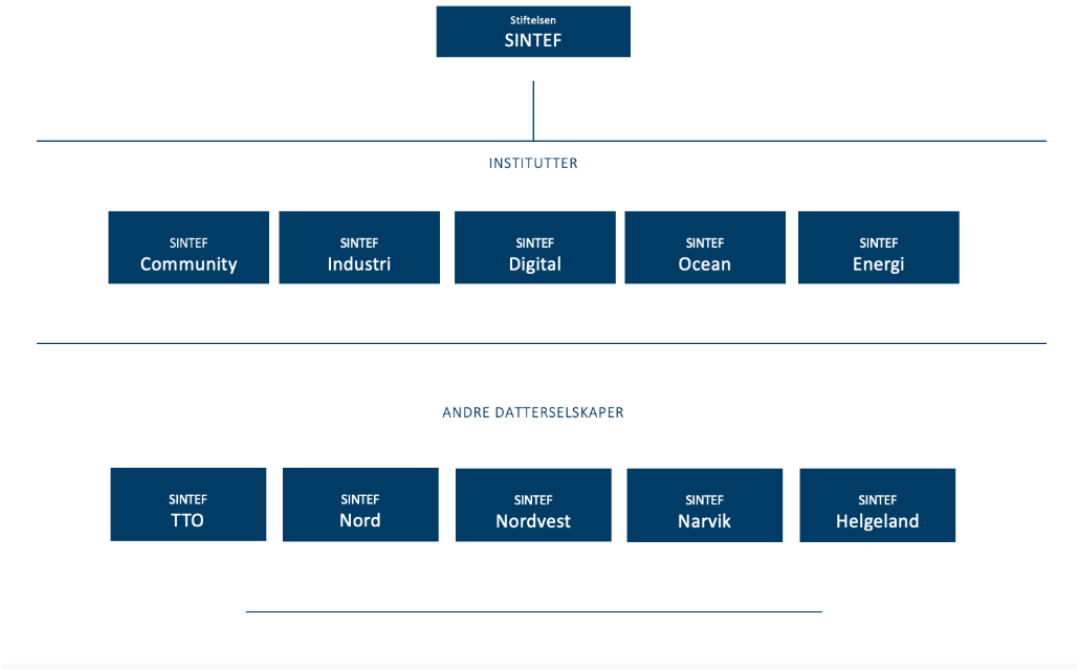 Stiftelsen
SINTEF
INSTITUTTER
SINTEF
Community
SINTEF
Industri
SINTEF
Digital
SINTEF
Ocean
SINTEF
Energi
ANDRE DATTERSELSKAPER
SINTEF
TTO
SINTEF
Nord
SINTEF
Nordvest
SINTEF
Narvik
SINTEF
Helgeland